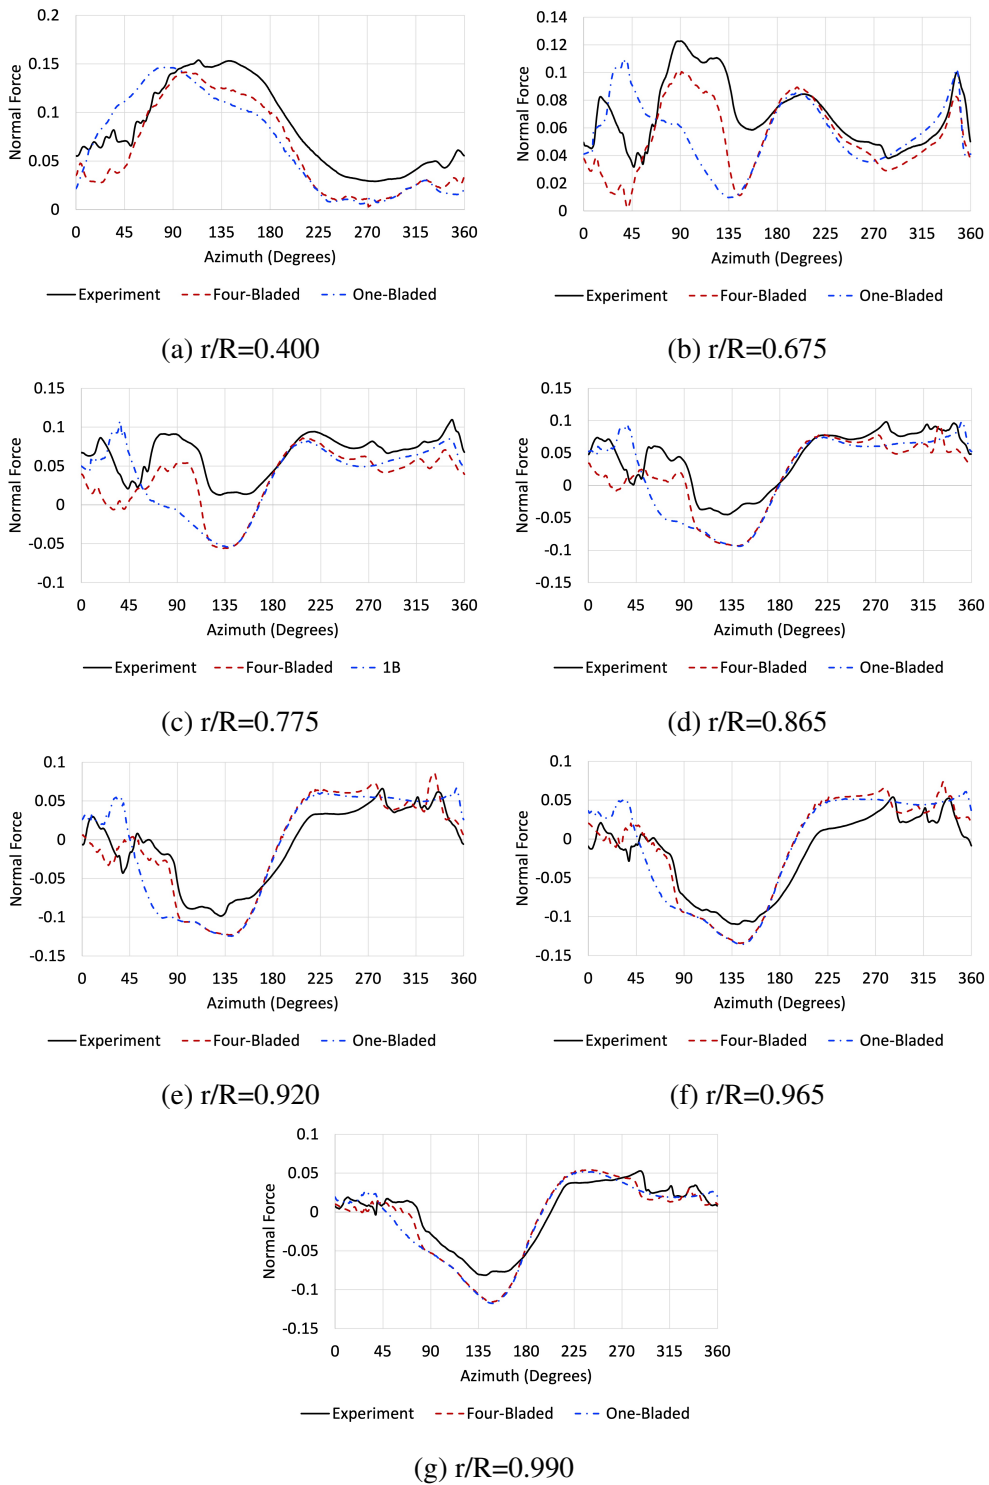 0.2
0.15
0.1
0.05
0
Normal Force
0 45 90 135 180 225 270 315 360
Azimuth (Degrees)
Experiment Four-Bladed One-Bladed
(a) r/R=0.400
0.14
0.12
0.1
0.08
0.06
0.04
0.02
0
Normal Force
0 45 90 135 180 225 270 315 360
Azimuth (Degrees)
Experiment Four-Bladed One-Bladed
(b) r/R=0.675
0.15
0.1
0.05
0
-0.05
-0.1
Normal Force
0 45 90 135 180 225 270 315 360
Azimuth (Degrees)
Experiment Four-Bladed 1B
(c) r/R=0.775
0.15
0.1
0.05
0
-0.05
-0.1
-0.15
Normal Force
0 45 90 135 180 225 270 315 360
Azimuth (Degrees)
Experiment Four-Bladed One-Bladed
(d) r/R=0.865
0.1
0.05
0
-0.05
-0.1
-0.15
Normal Force
0 45 90 135 180 225 270 315 360
Azimuth (Degrees)
Experiment Four-Bladed One-Bladed
(e) r/R=0.920
0.1
0.05
0
-0.05
-0.1
-0.15
Normal Force
0 45 90 135 180 225 270 315 360
Azimuth (Degrees)
Experiment Four-Bladed One-Bladed
(f) r/R=0.965
0.1
0.05
0
-0.05
-0.1
-0.15
Normal Force
0 45 90 135 180 225 270 315 360
Azimuth (Degrees)
Experiment Four-Bladed One-Bladed
(g) r/R=0.990